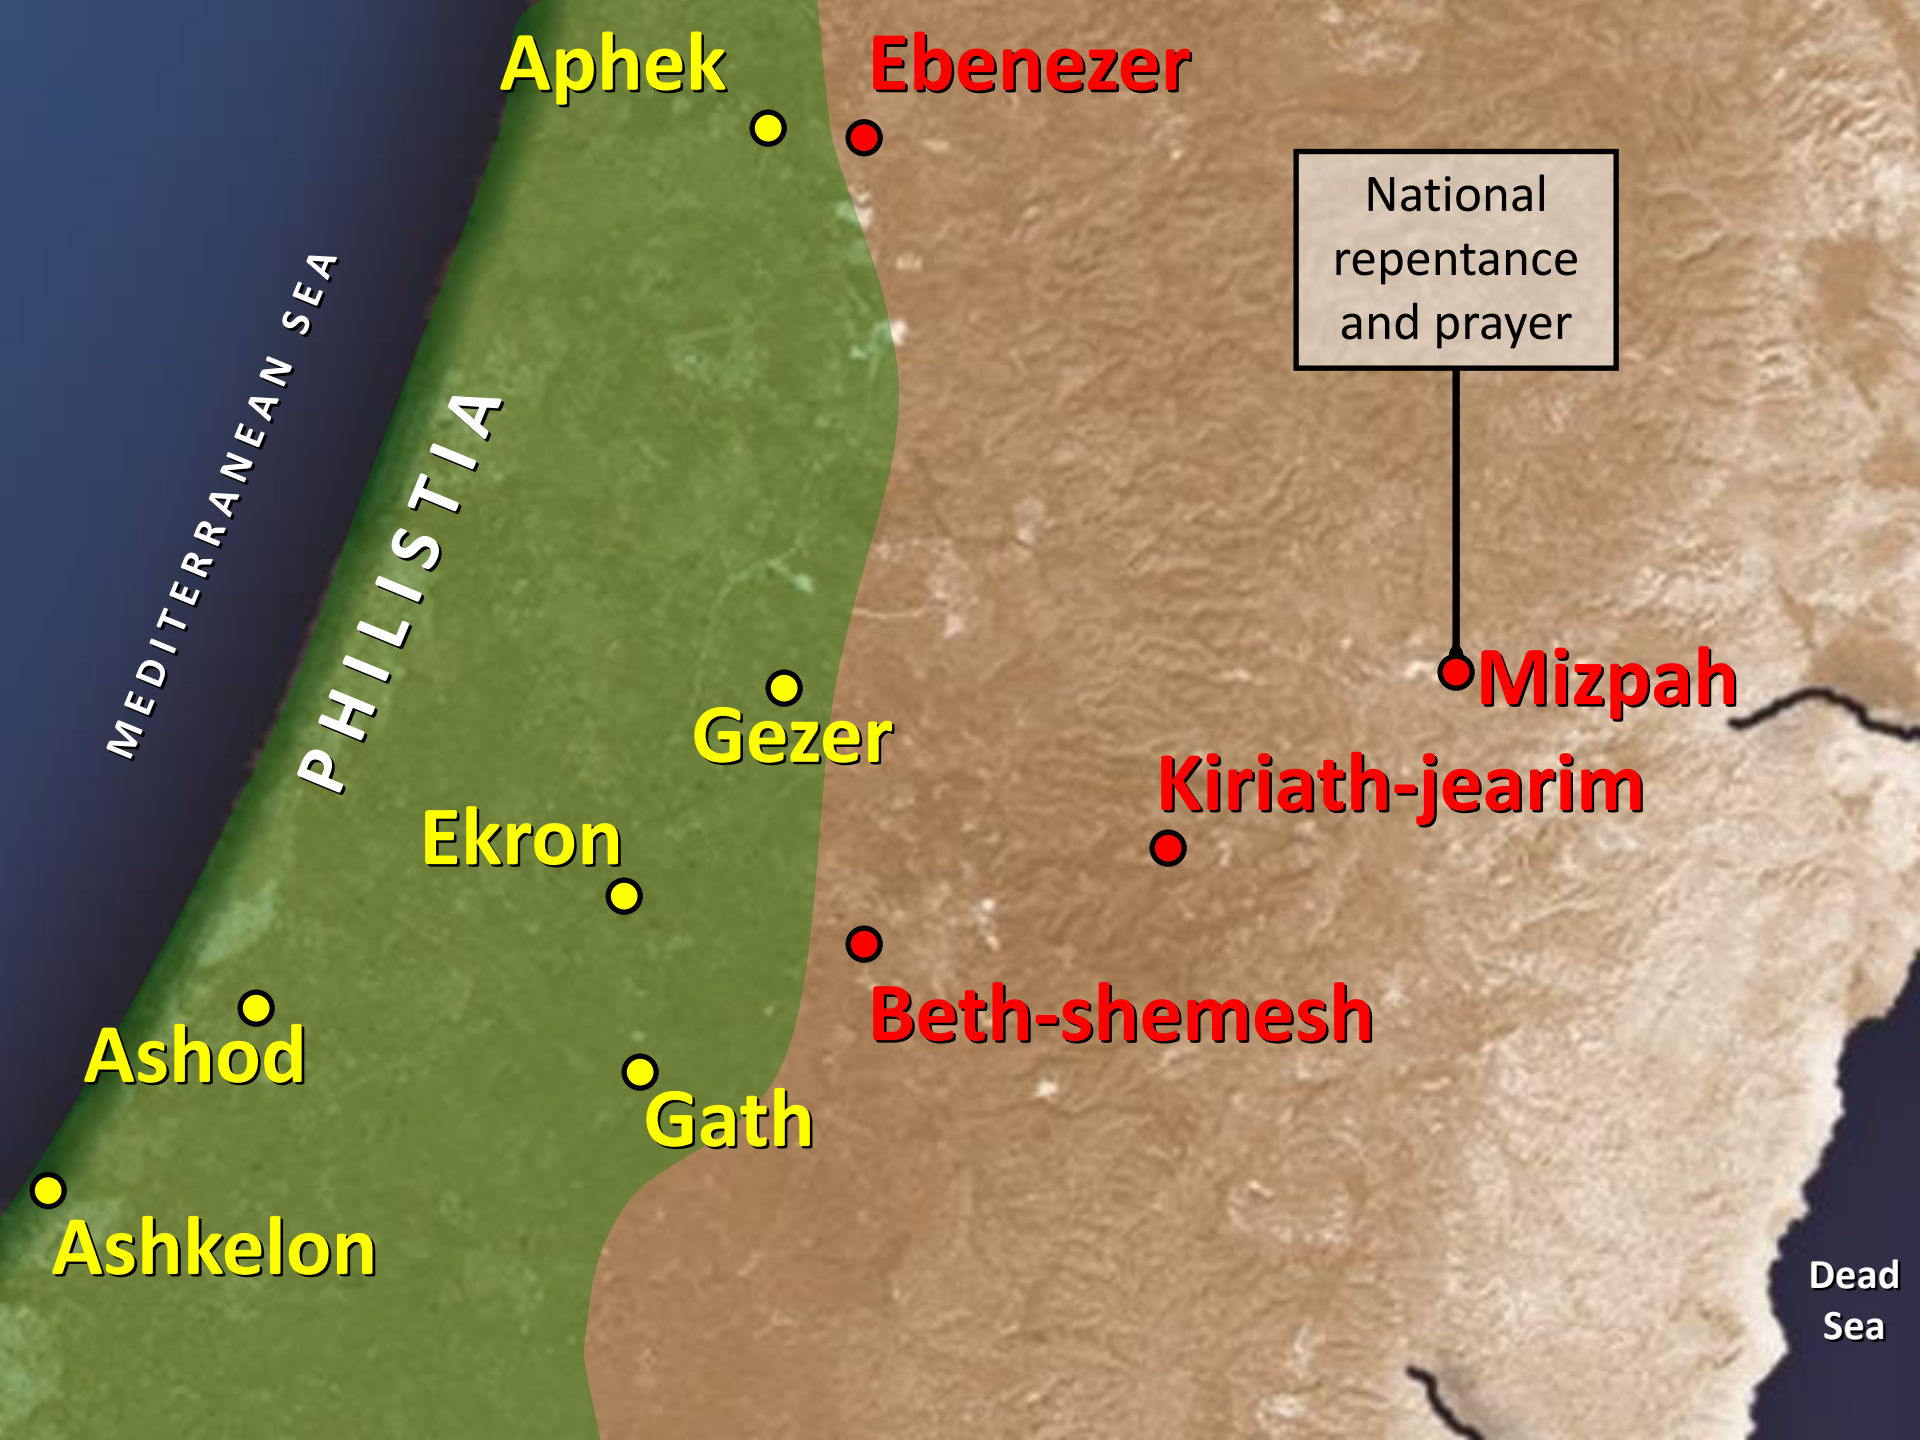 Aphek
Ebenezer
National
repentance
and prayer
MEDITERRANEAN SEA
PHILISTIA
Mizpah
Gezer
Kiriath-jearim
Ekron
Beth-shemesh
Ashod
Gath
Ashkelon
Dead
Sea